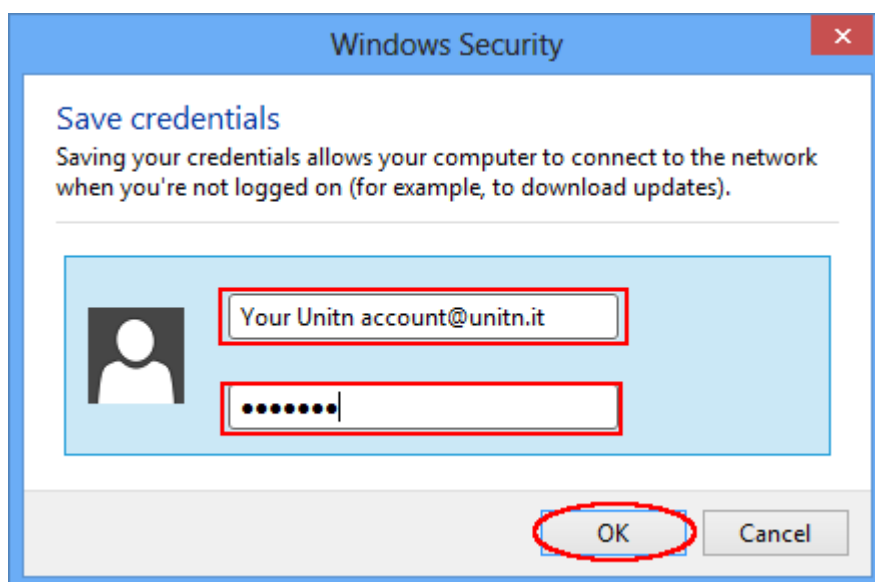 Windows Security
Save credentials
Saving your credentials allows your computer to connect to the network
when you're not logged on (for example, to download updates).
Your Unitn account@unitn.it
•••••••
OK
Cancel